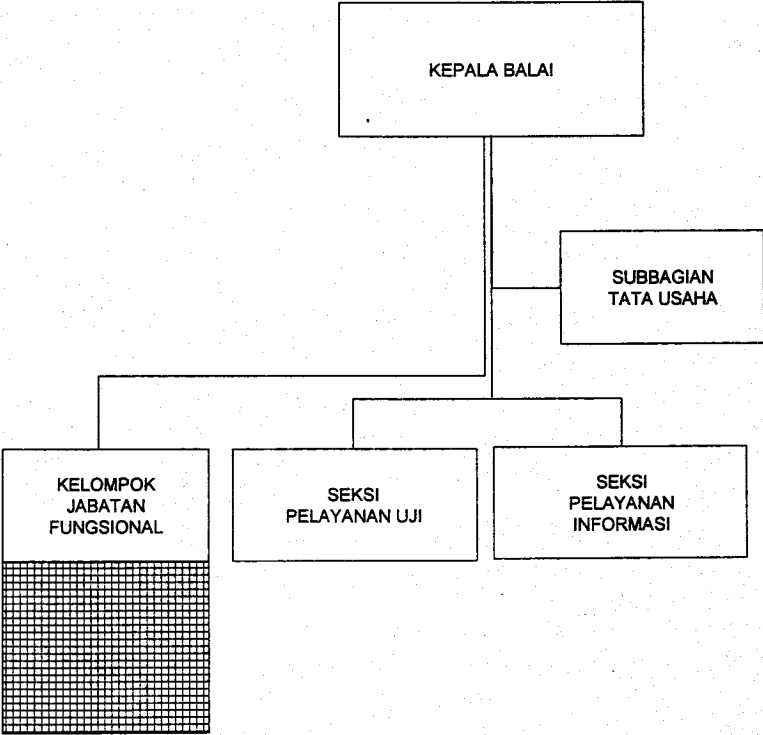 KEPALA BALAI
SUBBAGIAN
TATA USAHA
KELOMPOK
JABATAN
FUNGSIONAL
SEKSI
PELAYANAN UJI
SEKSI
PELAYANAN
INFORMASI